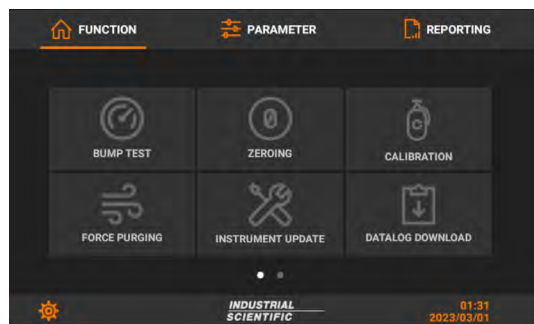 FUNCTION
PARAMETER
REPORTING
BUMP TEST
0
ZEROING
C
CALIBRATION
FORCE PURGING
INSTRUMENT UPDATE
DATALOG DOWNLOAD
INDUSTRIAL
SCIENTIFIC
01:31
2023/03/01